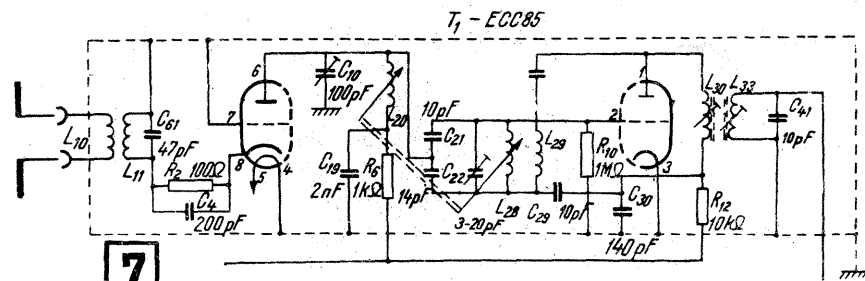 T₁ - ECC85
6
7
8
5
4
C₁₀
100pF
L₂₀
L₁₀
L₁₁
C₆₁
47pF
R₂ 100Ω
C₄
200pF
C₁₉
2nF
R₆
1kΩ
10pF
C₂₁
14pF
C₂₂
3-20pF
L₂₈
L₂₉
C₂₉
10pF
R₁₀
1MΩ
C₃₀
140pF
1
2
3
L₃₀
L₃₃
C₄₁
10pF
R₁₂
10kΩ
7